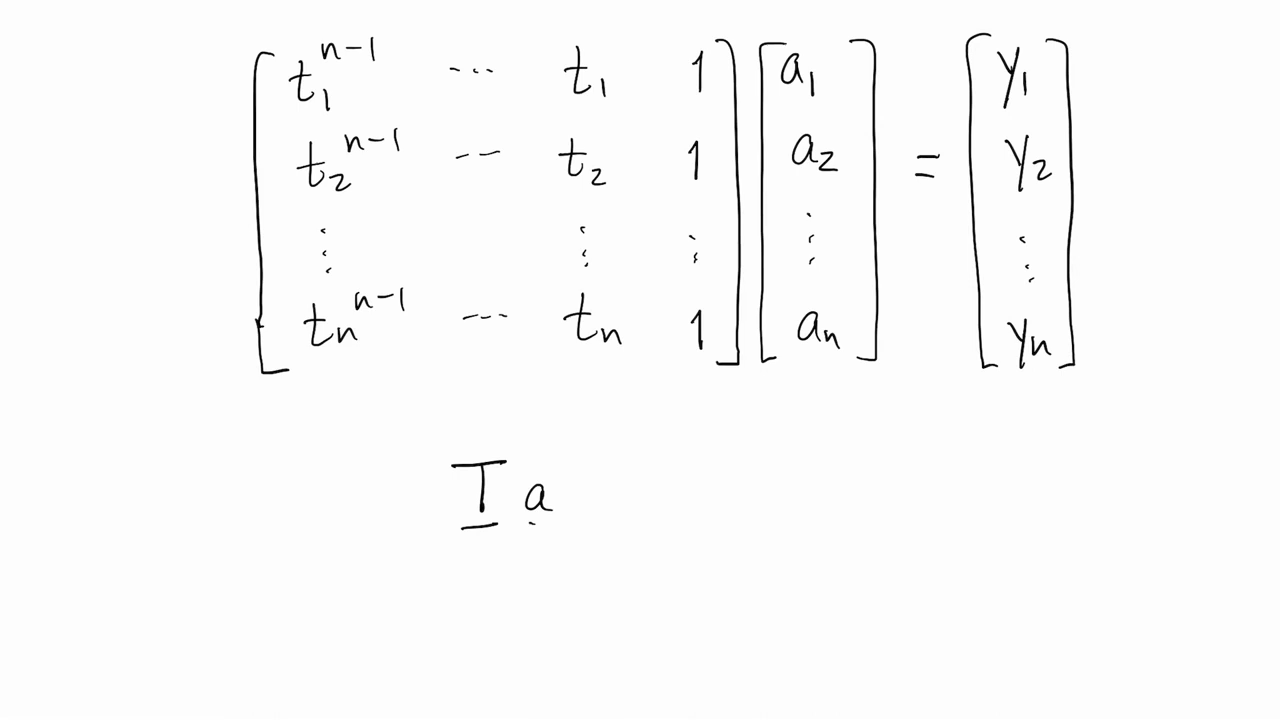 t₁ⁿ⁻¹ ... t₁ 1 a₁ y₁
t₂ⁿ⁻¹ -- t₂ 1 a₂ = y₂
⋮ ⋮ ⋮ ⋮ ⋮
tₙⁿ⁻¹ --- tₙ 1 aₙ yₙ
T a